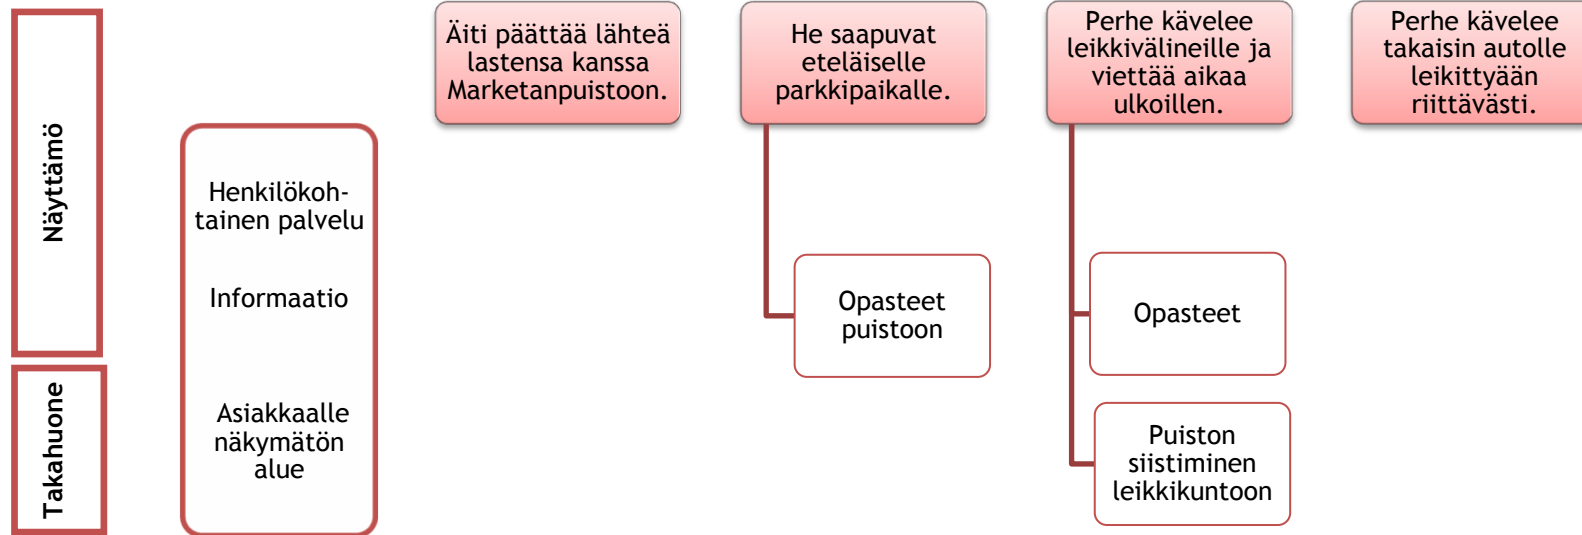 Äiti päättää lähteä
lastensa kanssa
Marketanpuistoon.
He saapuvat
eteläiselle
parkkipaikalle.
Perhe kävelee
leikkivälineille ja
viettää aikaa
ulkoillen.
Perhe kävelee
takaisin autolle
leikittyään
riittävästi.
Näyttämö
Henkilökoh-
tainen palvelu
Informaatio
Opasteet
puistoon
Opasteet
Takahuone
Asiakkaalle
näkymätön
alue
Puiston
siistiminen
leikkikuntoon